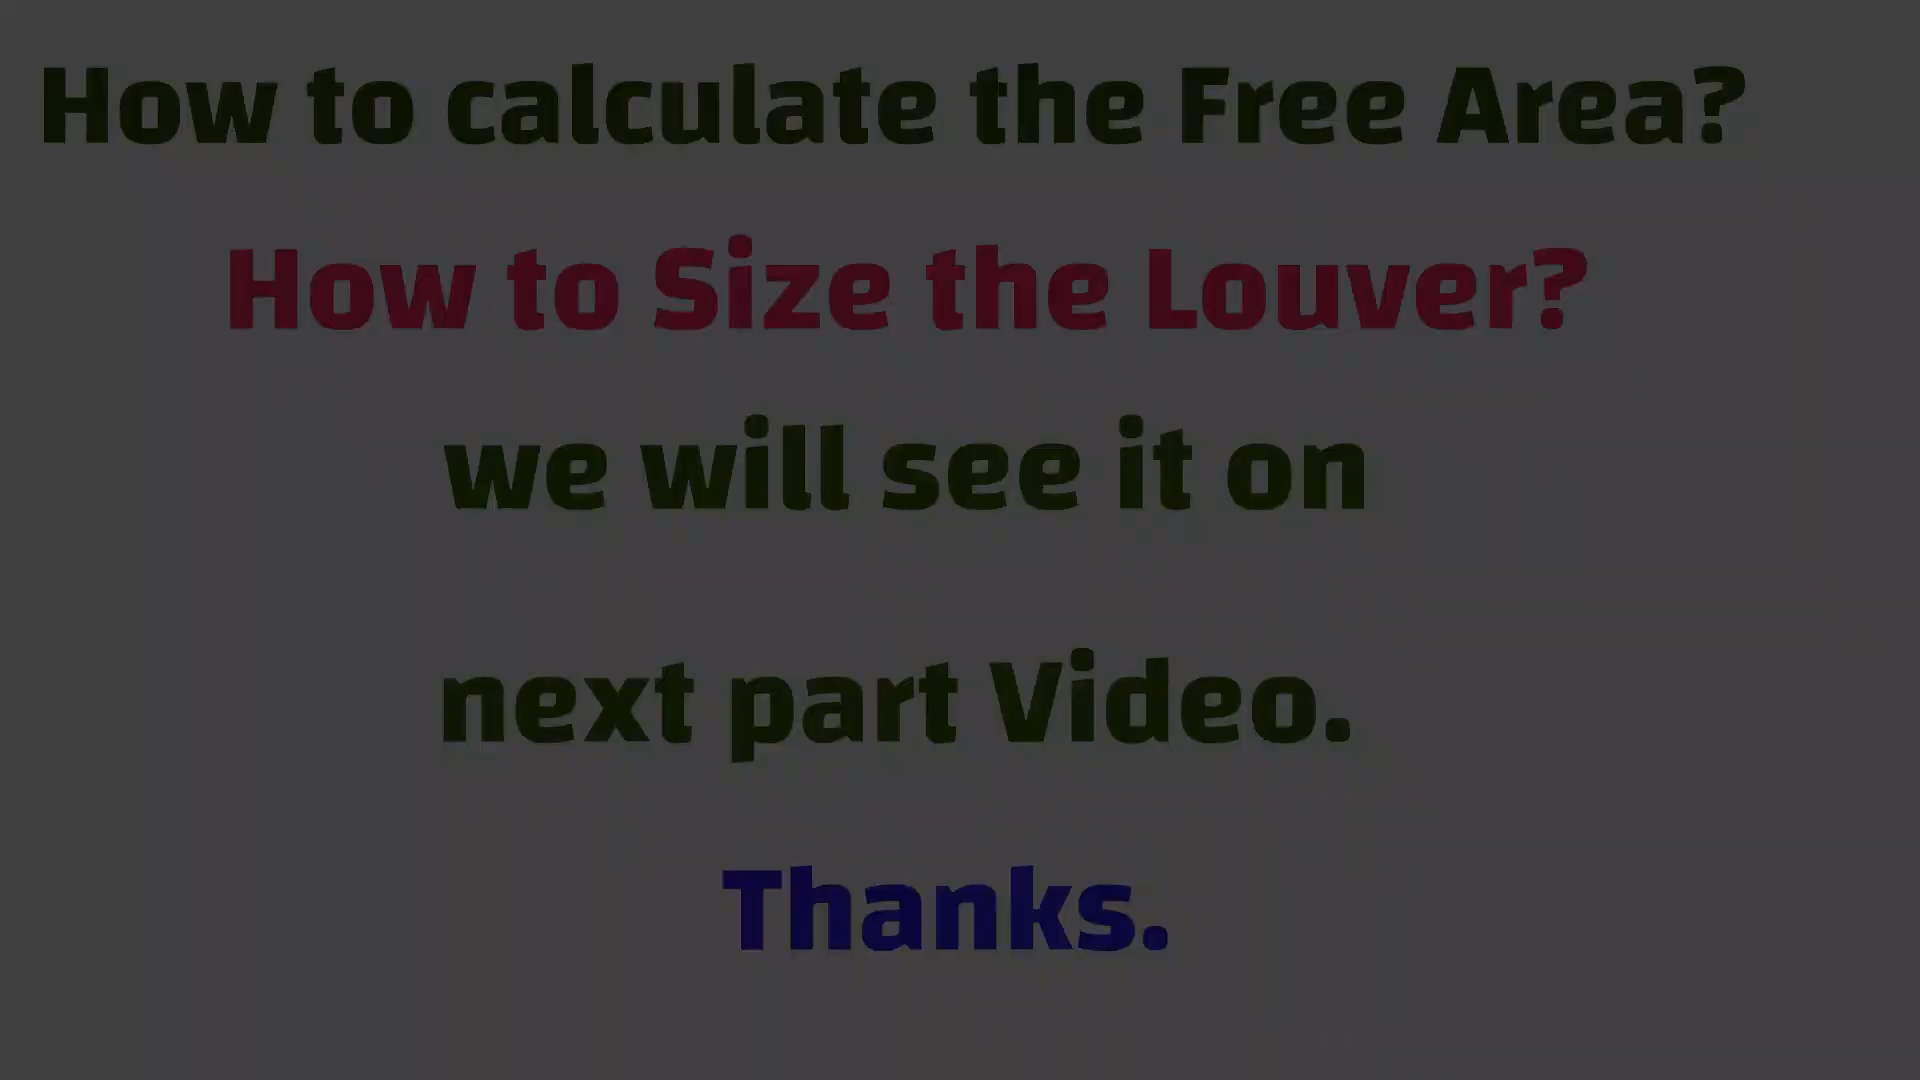 How to calculate the Free Area?
How to Size the Louver?
we will see it on
next part Video.
Thanks.